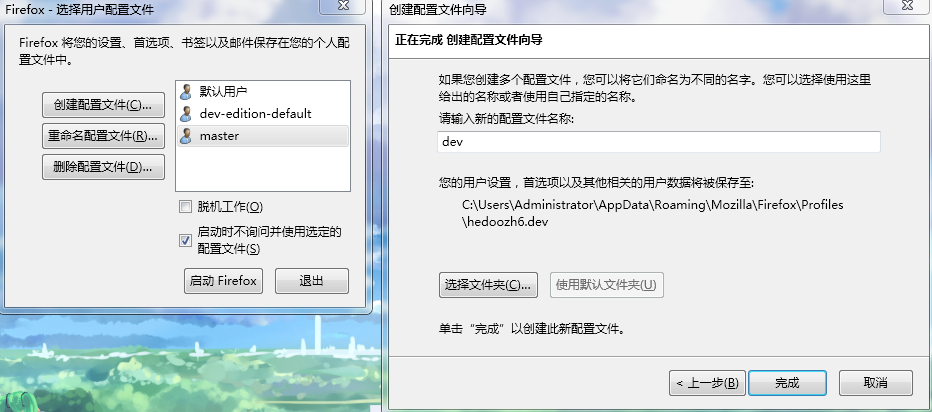 Firefox - 选择用户配置文件
Firefox 将您的设置、首选项、书签以及邮件保存在您的个人配
置文件中。
创建配置文件(C)...
重命名配置文件(R)...
删除配置文件(D)...
默认用户
dev-edition-default
master
脱机工作(O)
启动时不询问并使用选定的
配置文件(S)
启动 Firefox
退出
创建配置文件向导
正在完成 创建配置文件向导
如果您创建多个配置文件，您可以将它们命名为不同的名字。您可以选择使用这里
给出的名称或者使用自己指定的名称。
请输入新的配置文件名称:
dev
您的用户设置，首选项以及其他相关的用户数据将被保存至:
C:\Users\Administrator\AppData\Roaming\Mozilla\Firefox\Profiles
\hedoozh6.dev
选择文件夹(C)...
使用默认文件夹(U)
单击“完成”以创建此新配置文件。
< 上一步(B)
完成
取消